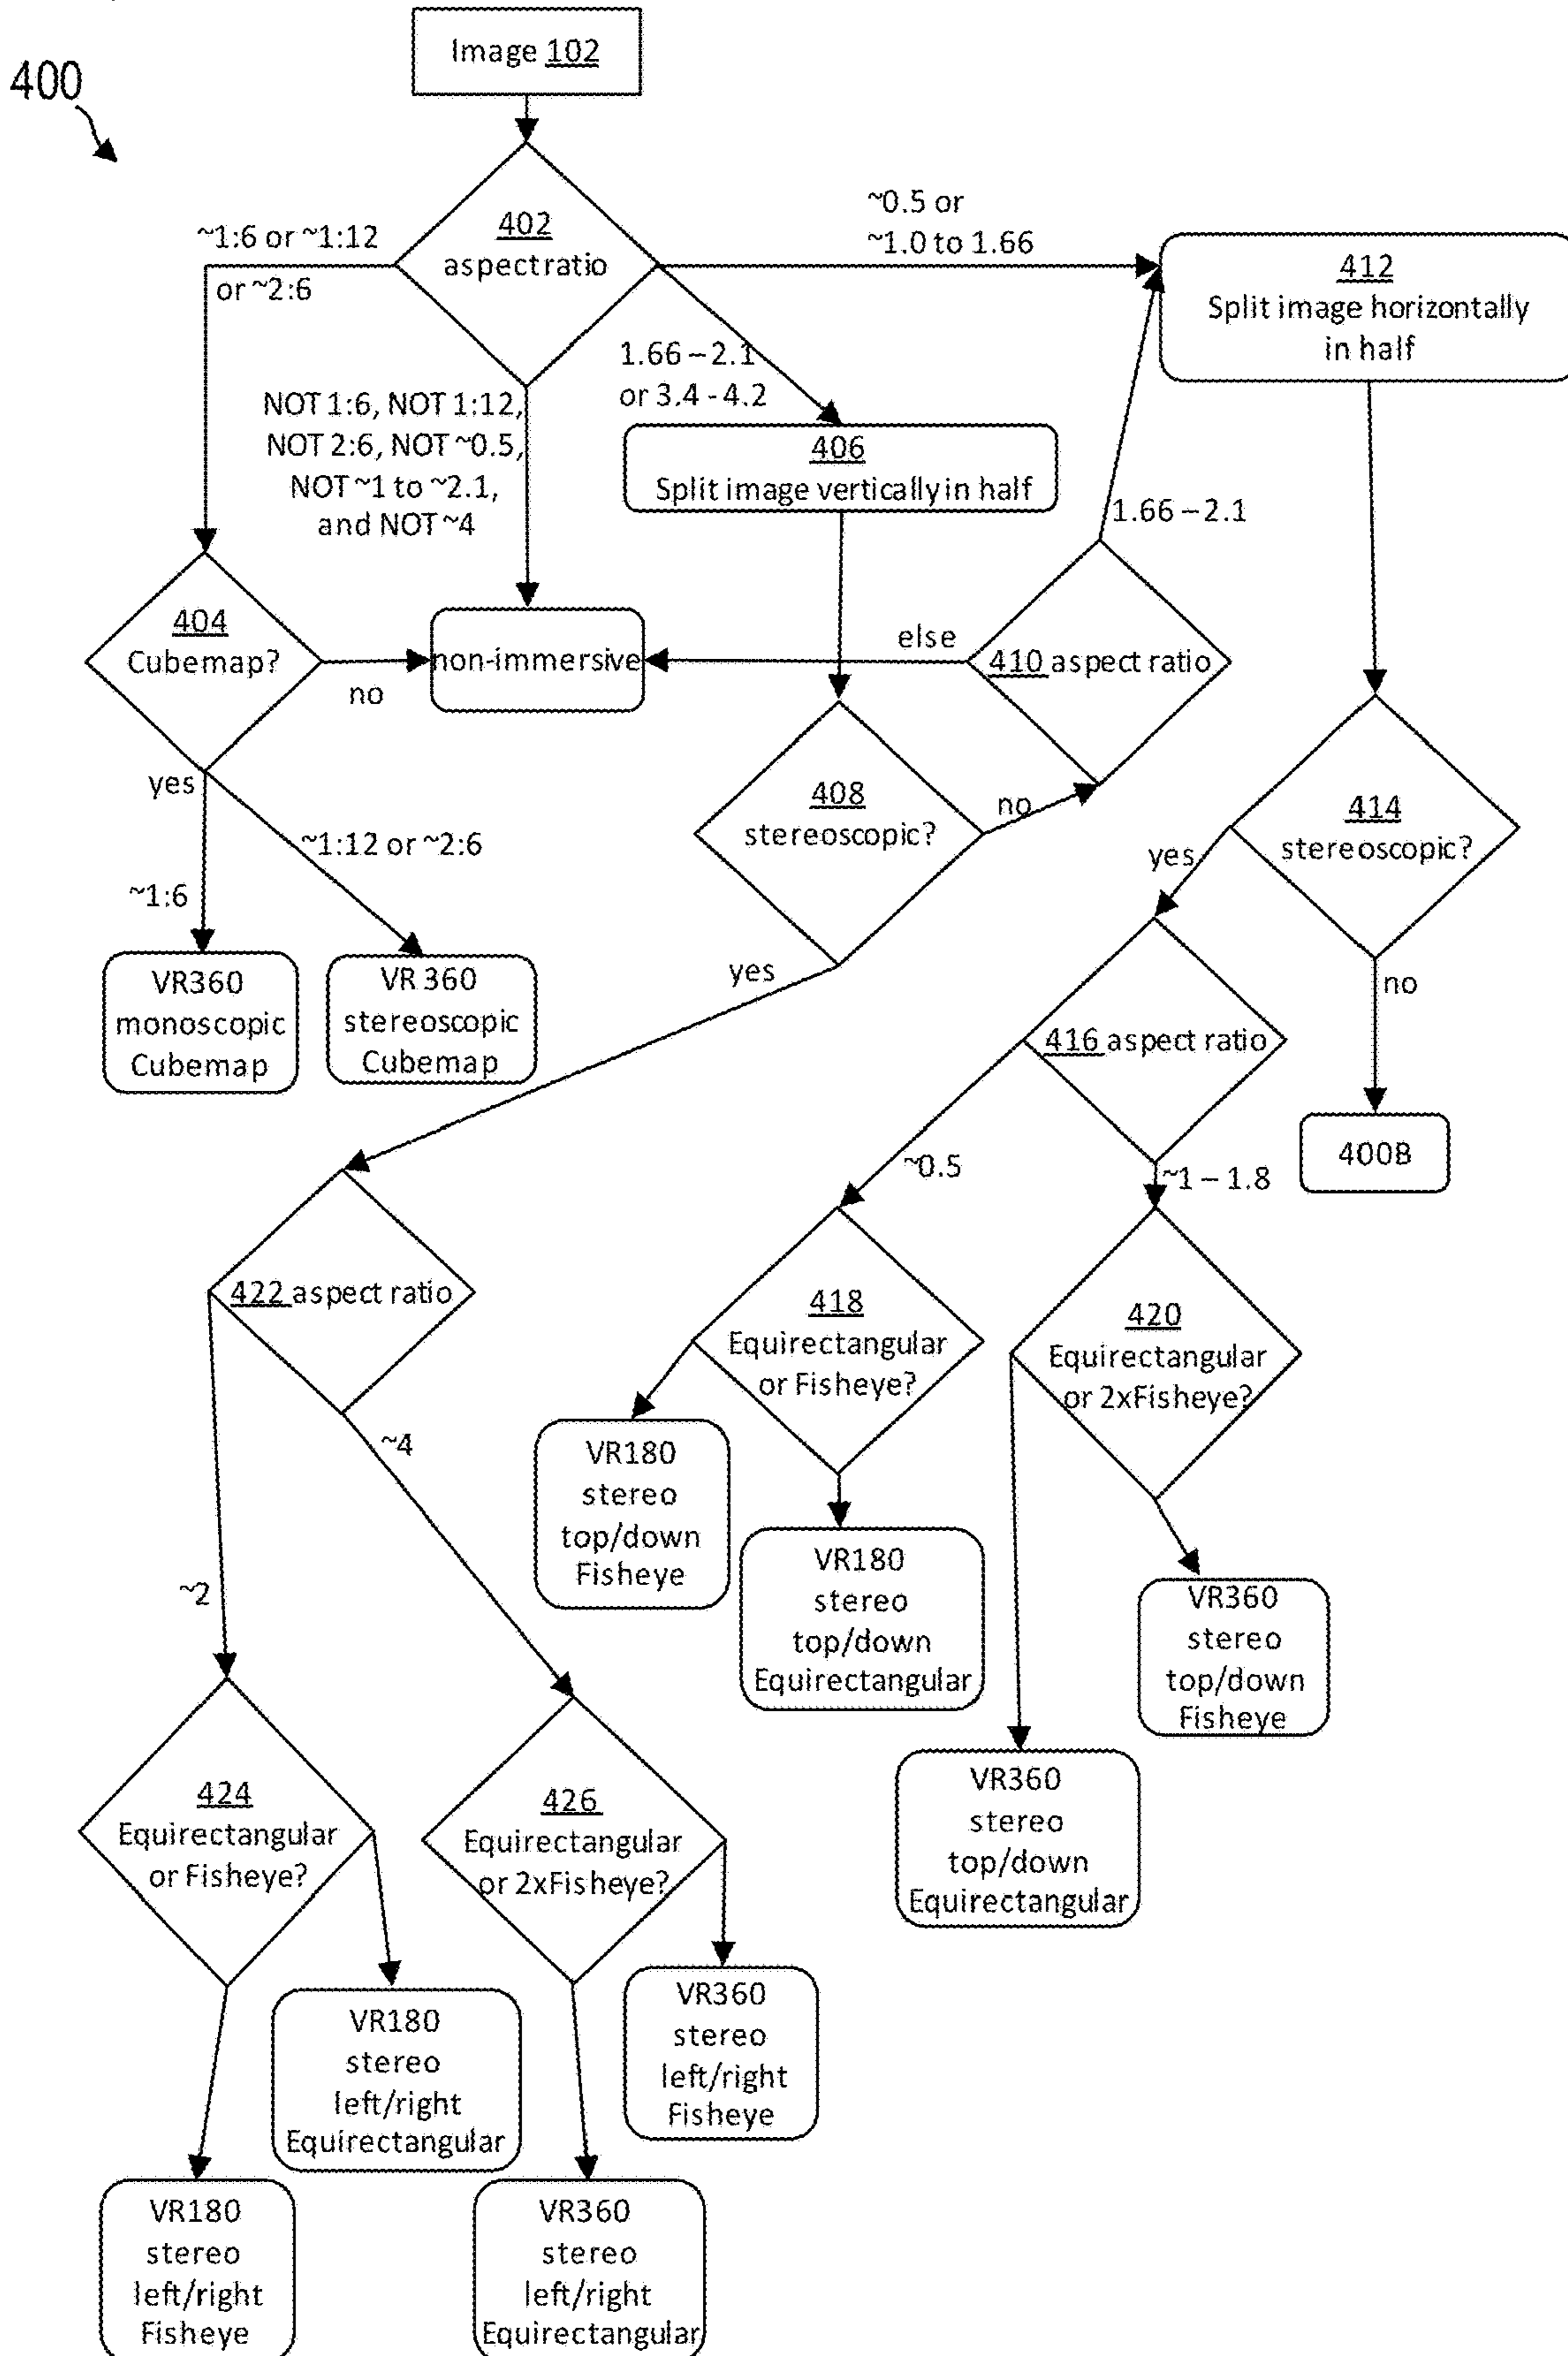 400
Image 102
402
aspect ratio
~1:6 or ~1:12
or ~2:6
~0.5 or
~1.0 to 1.66
412
Split image horizontally
in half
1.66 – 2.1
or 3.4 - 4.2
NOT 1:6, NOT 1:12,
NOT 2:6, NOT ~0.5,
NOT ~1 to ~2.1,
and NOT ~4
406
Split image vertically in half
1.66 – 2.1
404
Cubemap?
no
non-immersive
else
410 aspect ratio
yes
~1:6
~1:12 or ~2:6
408
stereoscopic?
no
yes
414
stereoscopic?
yes
no
VR360
monoscopic
Cubemap
VR 360
stereoscopic
Cubemap
416 aspect ratio
400B
~0.5
~1 – 1.8
422 aspect ratio
418
Equirectangular
or Fisheye?
420
Equirectangular
or 2xFisheye?
~4
~2
VR180
stereo
top/down
Fisheye
VR180
stereo
top/down
Equirectangular
VR360
stereo
top/down
Fisheye
VR360
stereo
top/down
Equirectangular
424
Equirectangular
or Fisheye?
426
Equirectangular
or 2xFisheye?
VR180
stereo
left/right
Equirectangular
VR360
stereo
left/right
Fisheye
VR180
stereo
left/right
Fisheye
VR360
stereo
left/right
Equirectangular